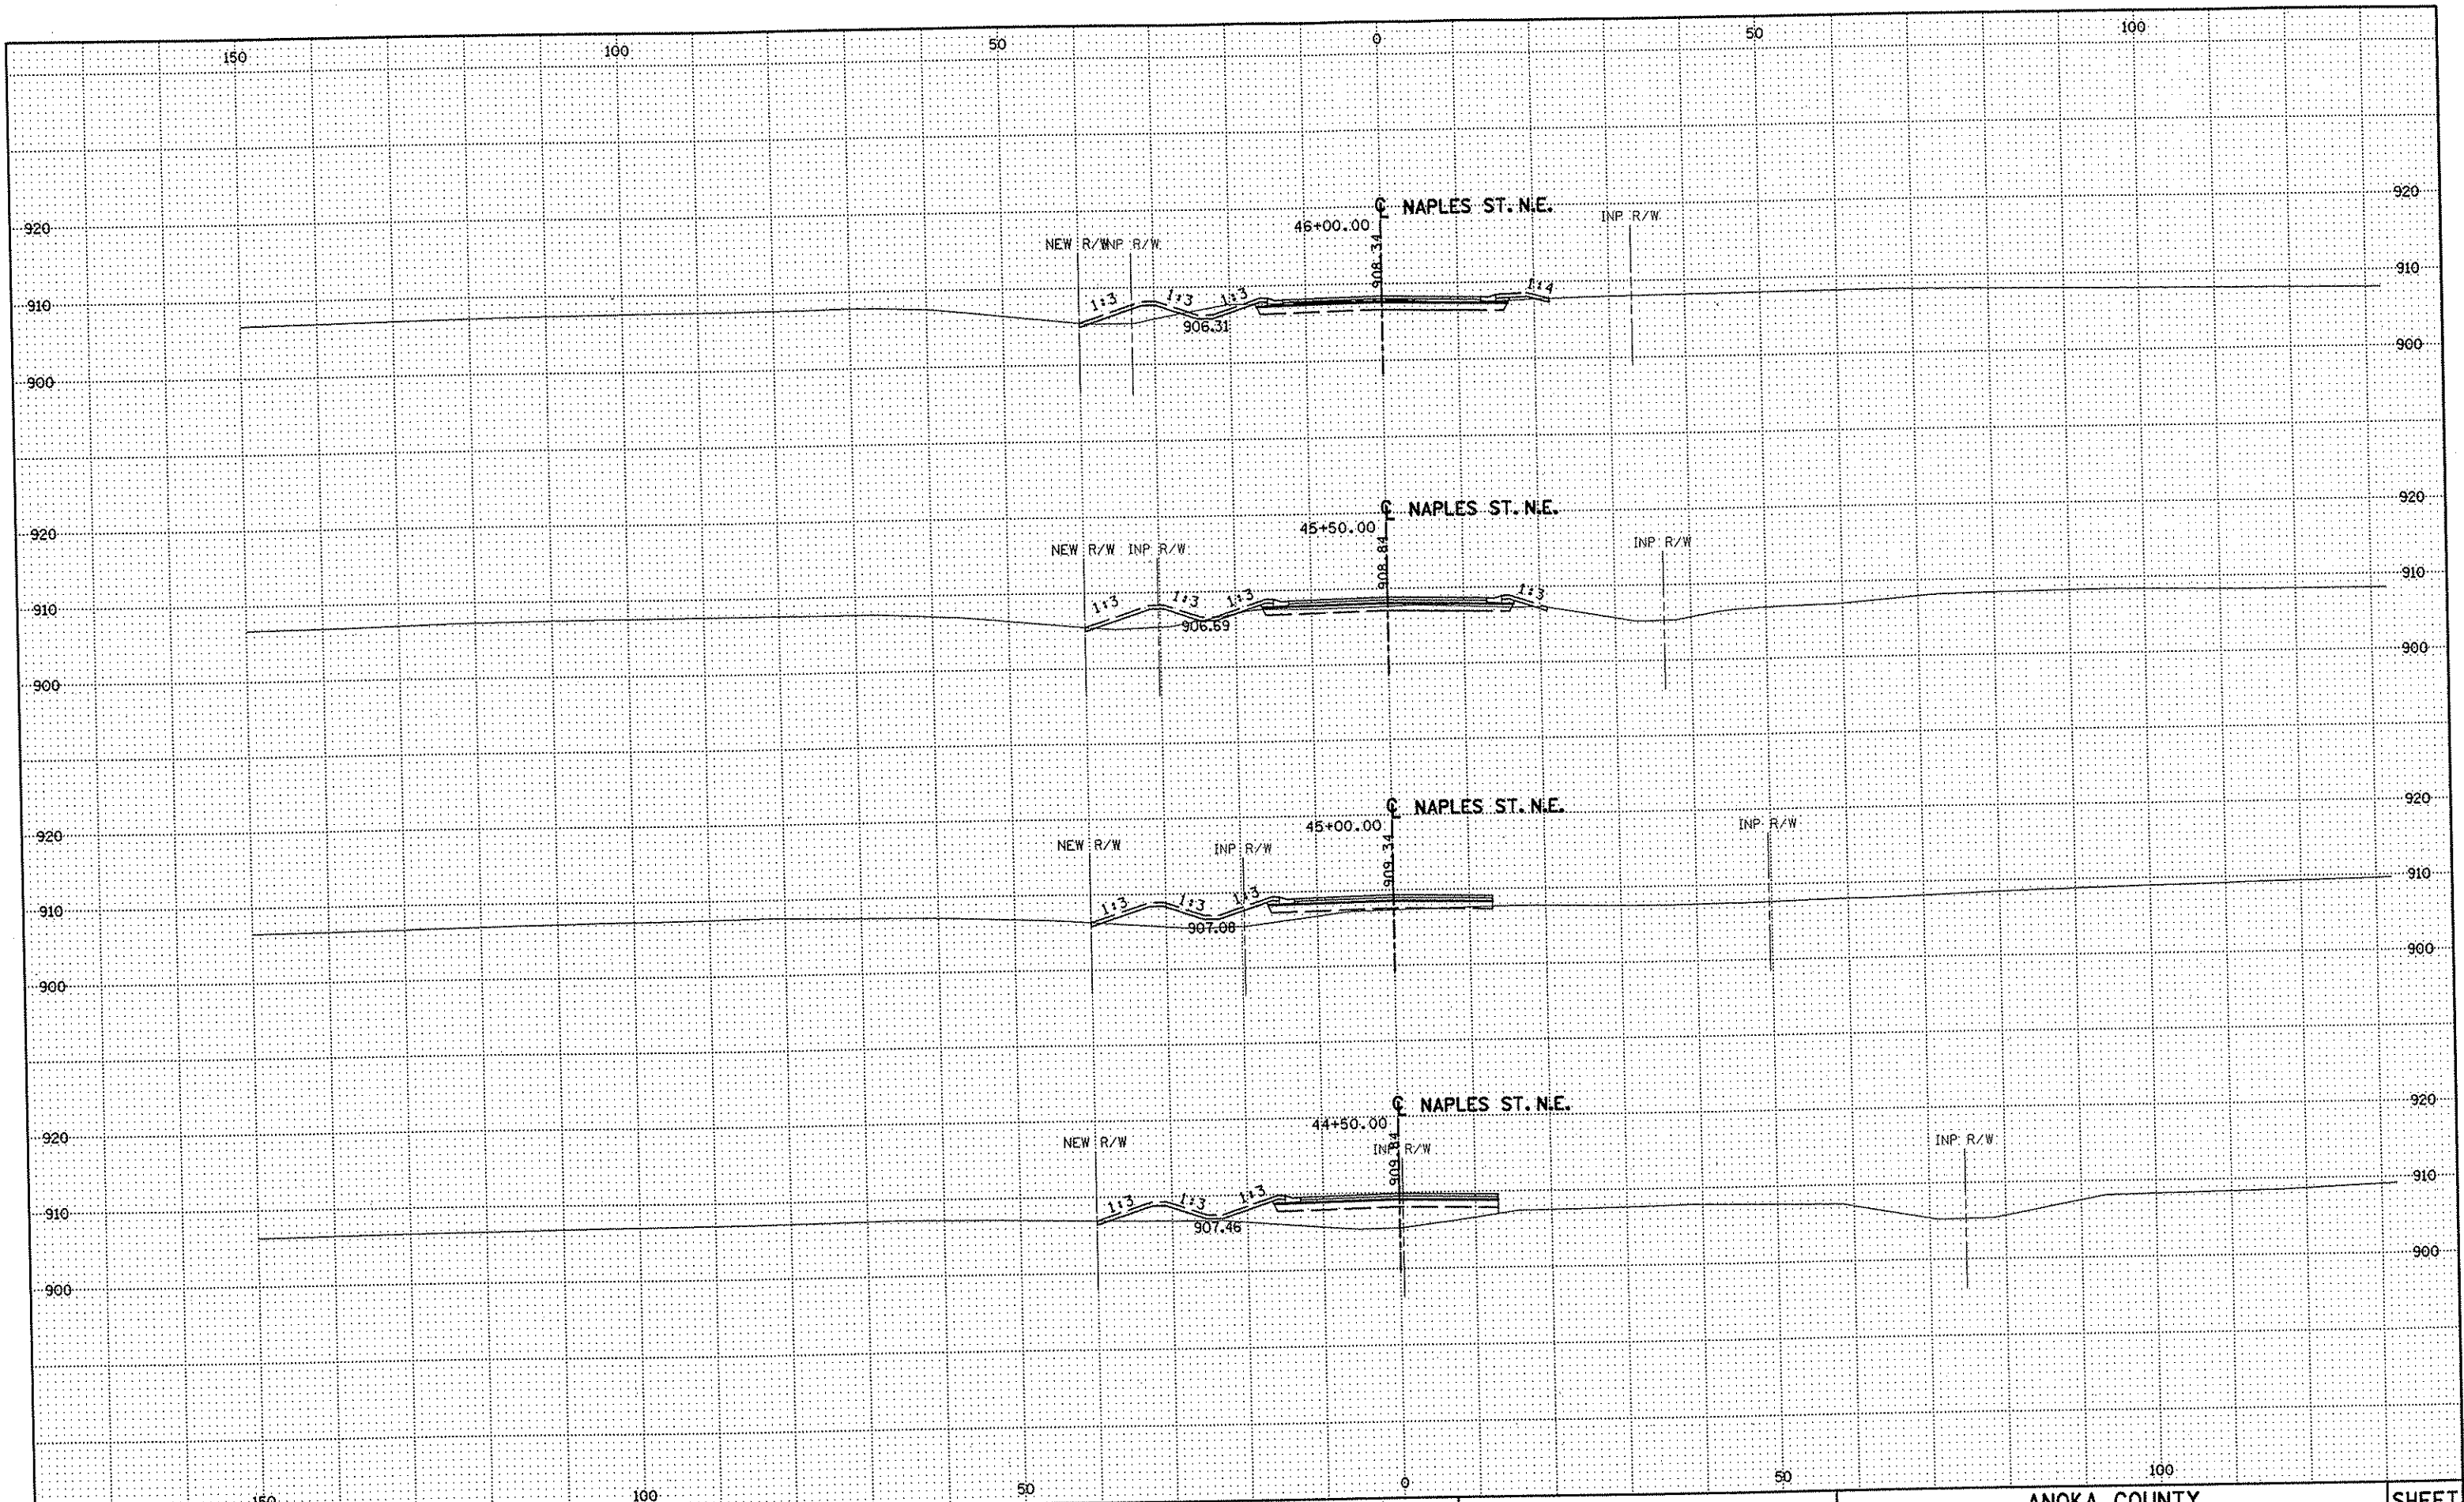 150 100 50 0 50 100
NAPLES ST. N.E.
46+00.00
908.34
NEW R/W INP R/W
INP R/W
920 920
910 910
900 900
1:3 1:3 1:3 1:4
906.31
NAPLES ST. N.E.
45+50.00
908.84
NEW R/W INP R/W
INP R/W
920 920
910 910
900 900
1:3 1:3 1:3 1:3
906.69
NAPLES ST. N.E.
45+00.00
909.34
NEW R/W INP R/W
INP R/W
920 920
910 910
900 900
1:3 1:3 1:3
907.08
NAPLES ST. N.E.
44+50.00
909.84
NEW R/W INP R/W
INP R/W
920 920
910 910
900 900
1:3 1:3 1:3
907.46
150 100 50 0 50 100
ANOKA COUNTY SHEET